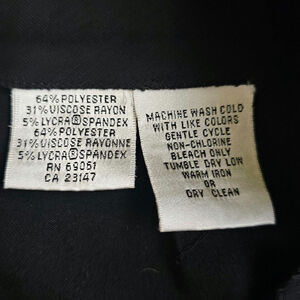 64% POLYESTER
31% VISCOSE RAYON
5% LYCRA® SPANDEX
64% POLYESTER
31% VISCOSE RAYONNE
5% LYCRA® SPANDEX
RN 69051
CA 23147
MACHINE WASH COLD
WITH LIKE COLORS
GENTLE CYCLE
NON-CHLORINE
BLEACH ONLY
TUMBLE DRY LOW
WARM IRON
OR
DRY CLEAN